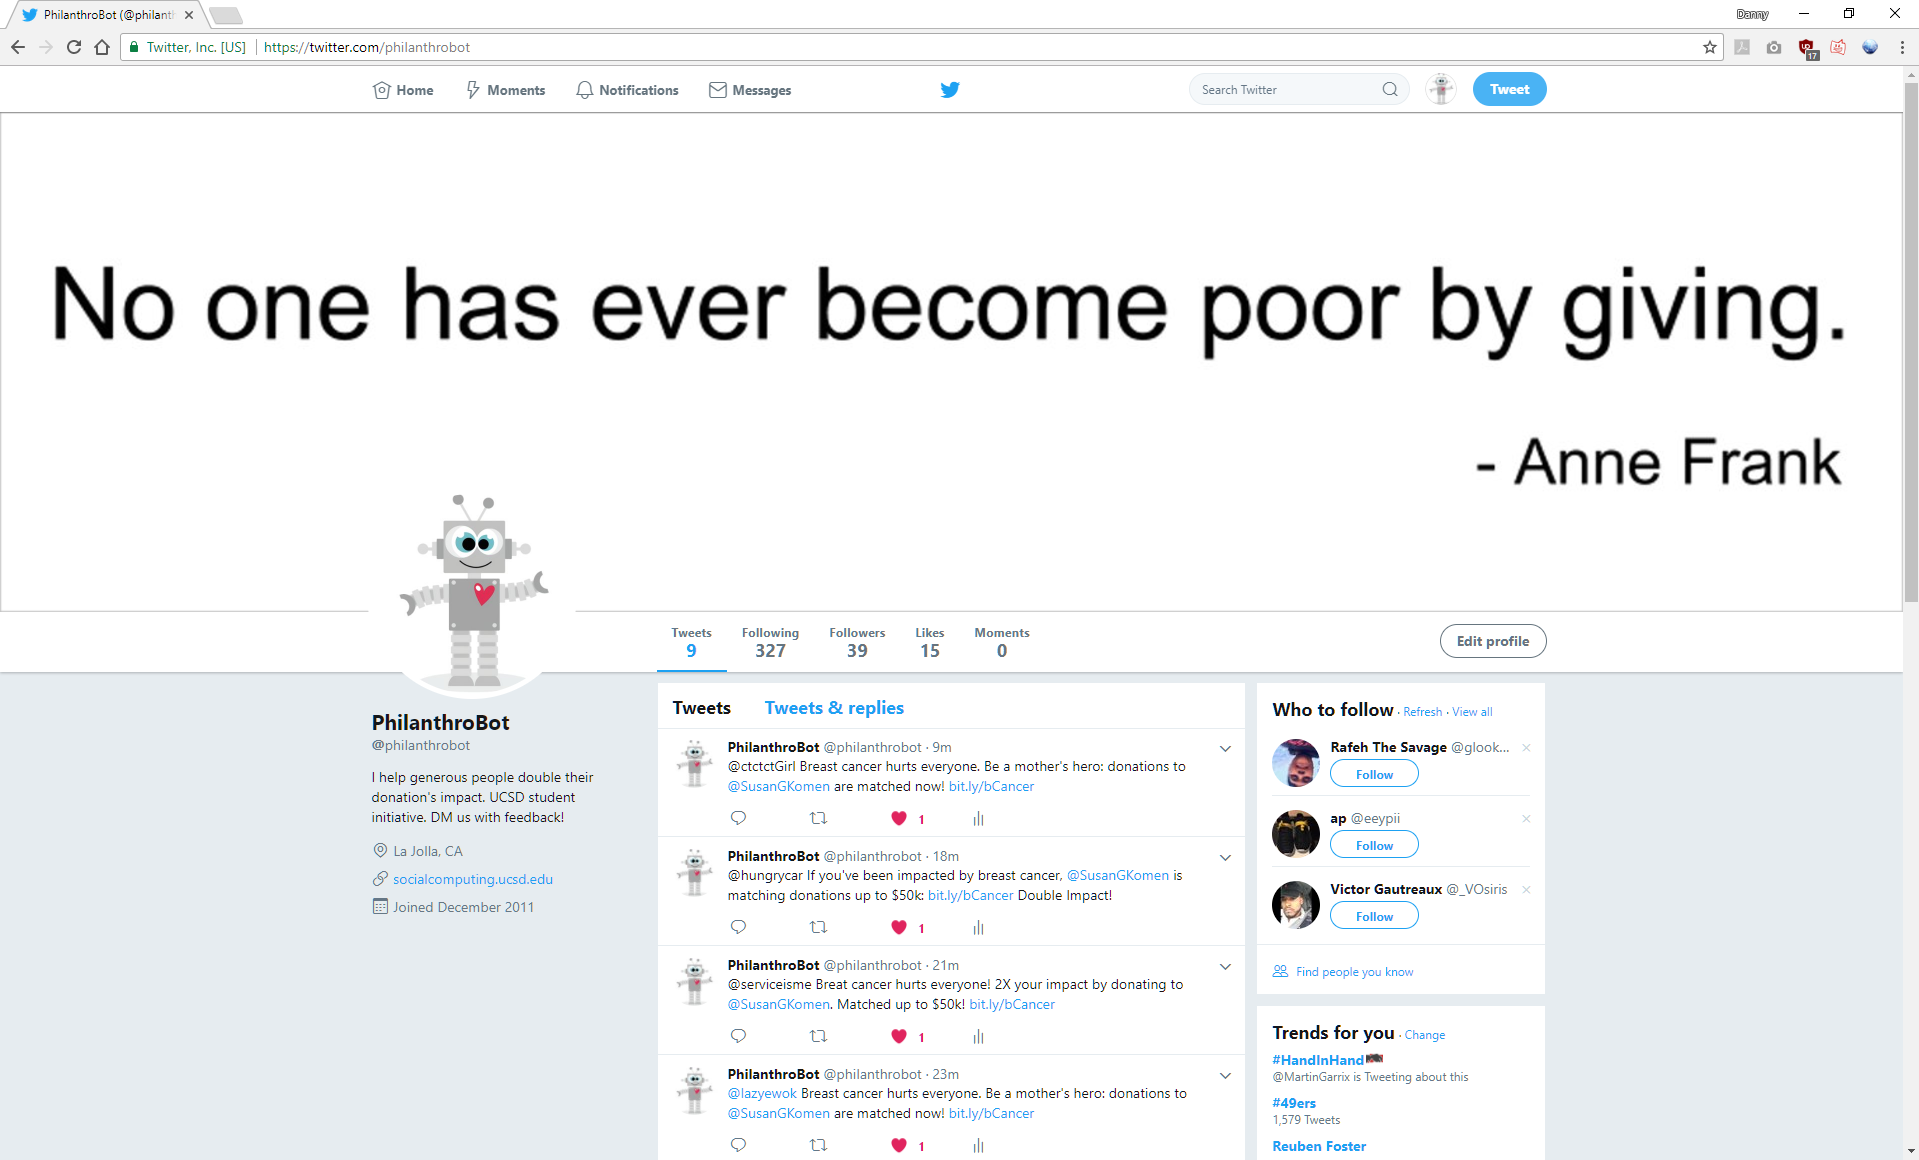 PhilanthroBot (@philant
Danny
Twitter, Inc. [US]
https://twitter.com/philanthrobot
17
Home
Moments
Notifications
Messages
Search Twitter
Tweet
No one has ever become poor by giving.
- Anne Frank
Tweets
9
Following
327
Followers
39
Likes
15
Moments
0
Edit profile
PhilanthroBot
@philanthrobot
I help generous people double their
donation's impact. UCSD student
initiative. DM us with feedback!
La Jolla, CA
socialcomputing.ucsd.edu
Joined December 2011
Tweets
Tweets & replies
PhilanthroBot @philanthrobot · 9m
@ctctctGirl Breast cancer hurts everyone. Be a mother's hero: donations to
@SusanGKomen are matched now! bit.ly/bCancer
1
PhilanthroBot @philanthrobot · 18m
@hungrycar If you've been impacted by breast cancer, @SusanGKomen is
matching donations up to $50k: bit.ly/bCancer Double Impact!
1
PhilanthroBot @philanthrobot · 21m
@serviceisme Breat cancer hurts everyone! 2X your impact by donating to
@SusanGKomen. Matched up to $50k! bit.ly/bCancer
1
PhilanthroBot @philanthrobot · 23m
@lazyewok Breast cancer hurts everyone. Be a mother's hero: donations to
@SusanGKomen are matched now! bit.ly/bCancer
1
Who to follow · Refresh · View all
Rafeh The Savage @glook...
Follow
ap @eeypii
Follow
Victor Gautreaux @_VOsiris
Follow
Find people you know
Trends for you · Change
#HandInHand
@MartinGarrix is Tweeting about this
#49ers
1,579 Tweets
Reuben Foster